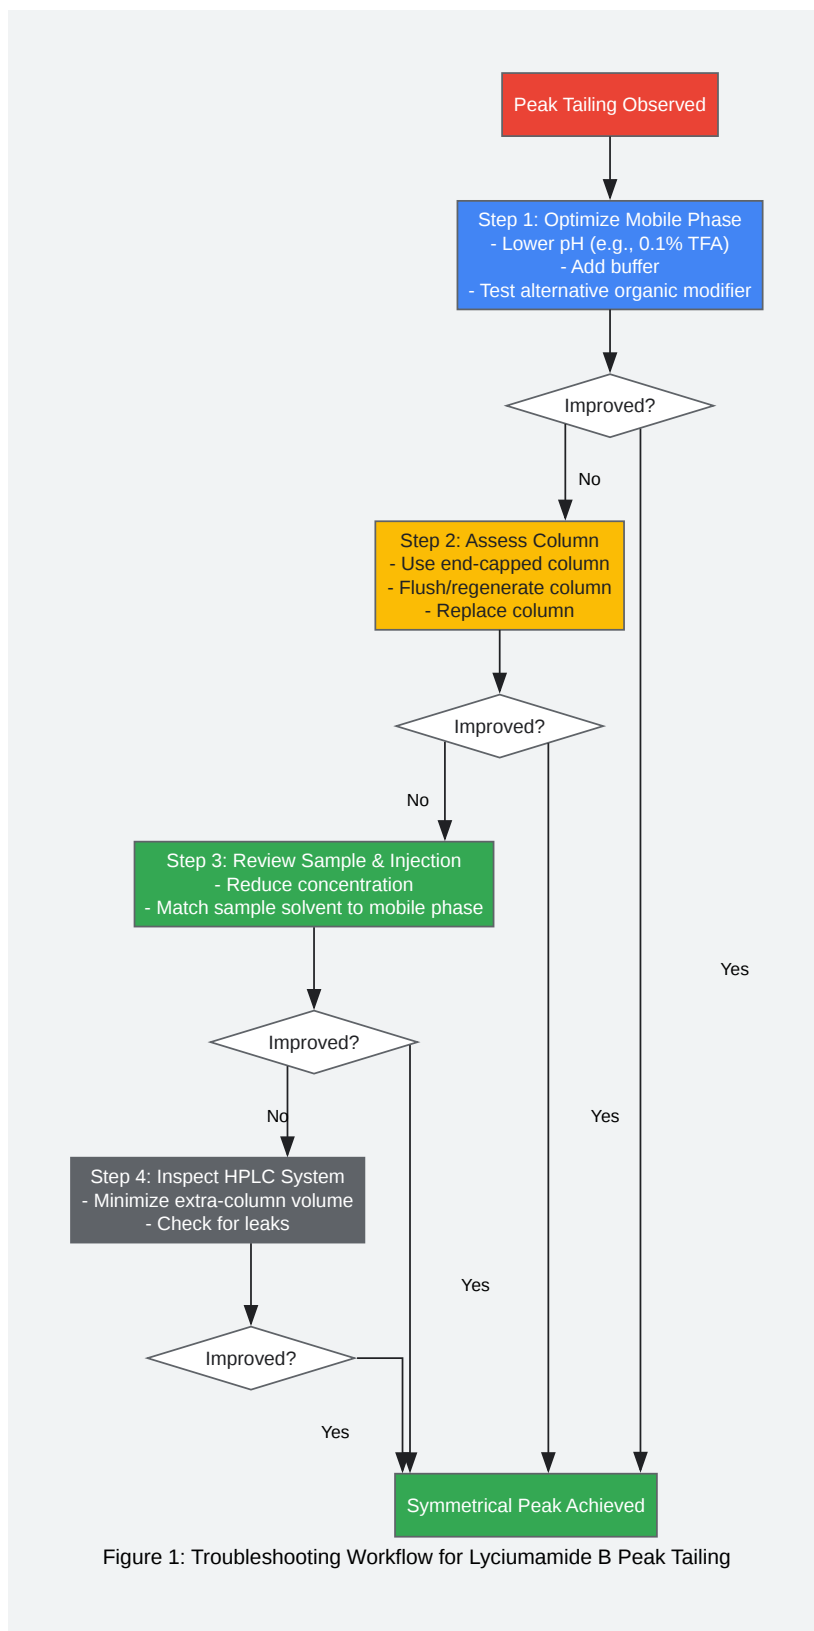 Peak Tailing Observed
Step 1: Optimize Mobile Phase
- Lower pH (e.g., 0.1% TFA)
- Add buffer
- Test alternative organic modifier
Improved?
No
Step 2: Assess Column
- Use end-capped column
- Flush/regenerate column
- Replace column
Improved?
No
Step 3: Review Sample & Injection
- Reduce concentration
- Match sample solvent to mobile phase
Yes
Improved?
No
Yes
Step 4: Inspect HPLC System
- Minimize extra-column volume
- Check for leaks
Yes
Improved?
Yes
Symmetrical Peak Achieved
Figure 1: Troubleshooting Workflow for Lyciumamide B Peak Tailing